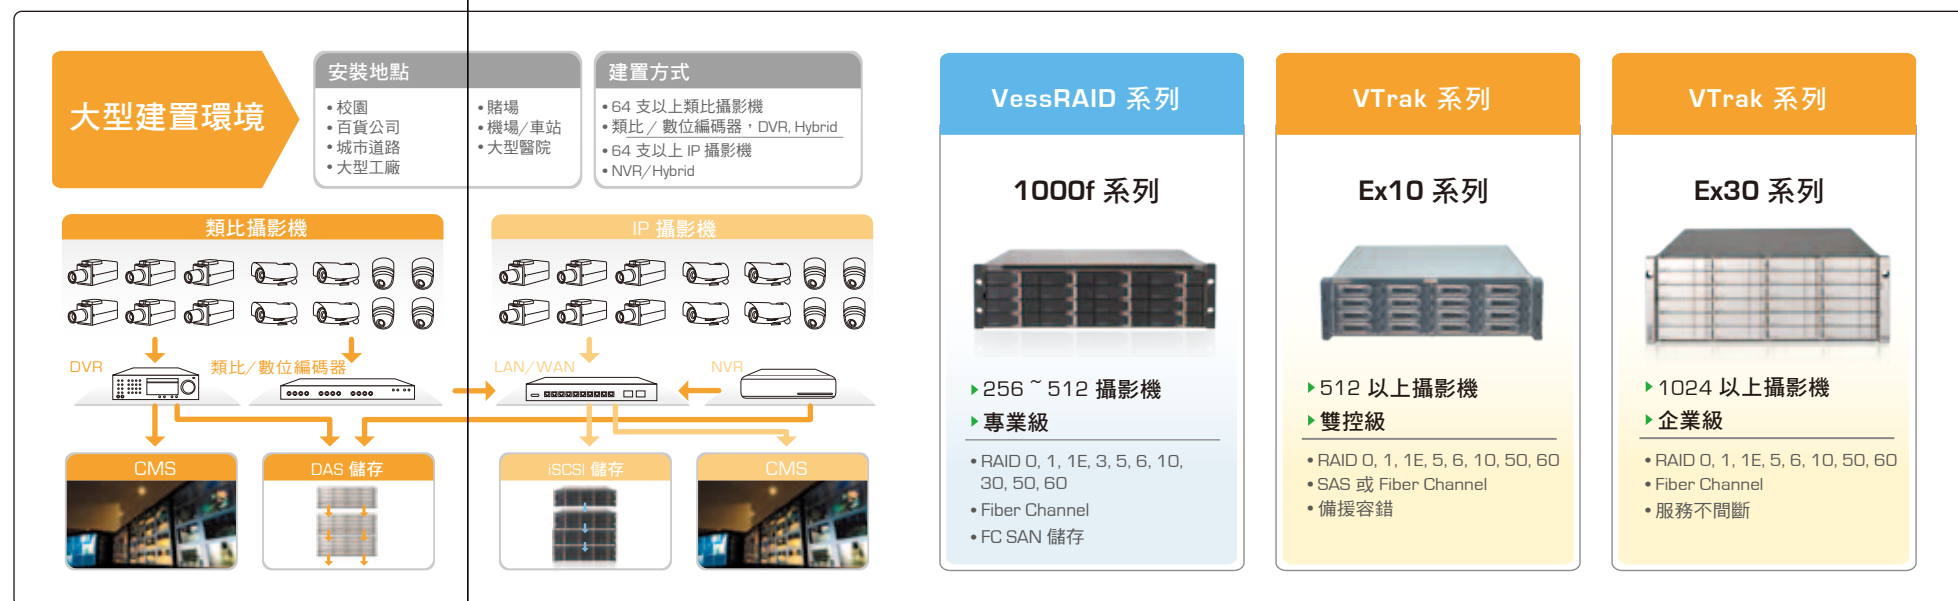 大型建置環境
安裝地點
• 校園
• 百貨公司
• 城市道路
• 大型工廠
• 賭場
• 機場/車站
• 大型醫院
建置方式
• 64 支以上類比攝影機
• 類比 / 數位編碼器，DVR, Hybrid
• 64 支以上 IP 攝影機
• NVR/Hybrid
類比攝影機
IP 攝影機
DVR
類比/數位編碼器
LAN/WAN
NVR
CMS
DAS 儲存
iSCSI 儲存
CMS
VessRAID 系列
1000f 系列
256 ~ 512 攝影機
專業級
• RAID 0, 1, 1E, 3, 5, 6, 10,
30, 50, 60
• Fiber Channel
• FC SAN 儲存
VTrak 系列
Ex10 系列
512 以上攝影機
雙控級
• RAID 0, 1, 1E, 5, 6, 10, 50, 60
• SAS 或 Fiber Channel
• 備援容錯
VTrak 系列
Ex30 系列
1024 以上攝影機
企業級
• RAID 0, 1, 1E, 5, 6, 10, 50, 60
• Fiber Channel
• 服務不間斷